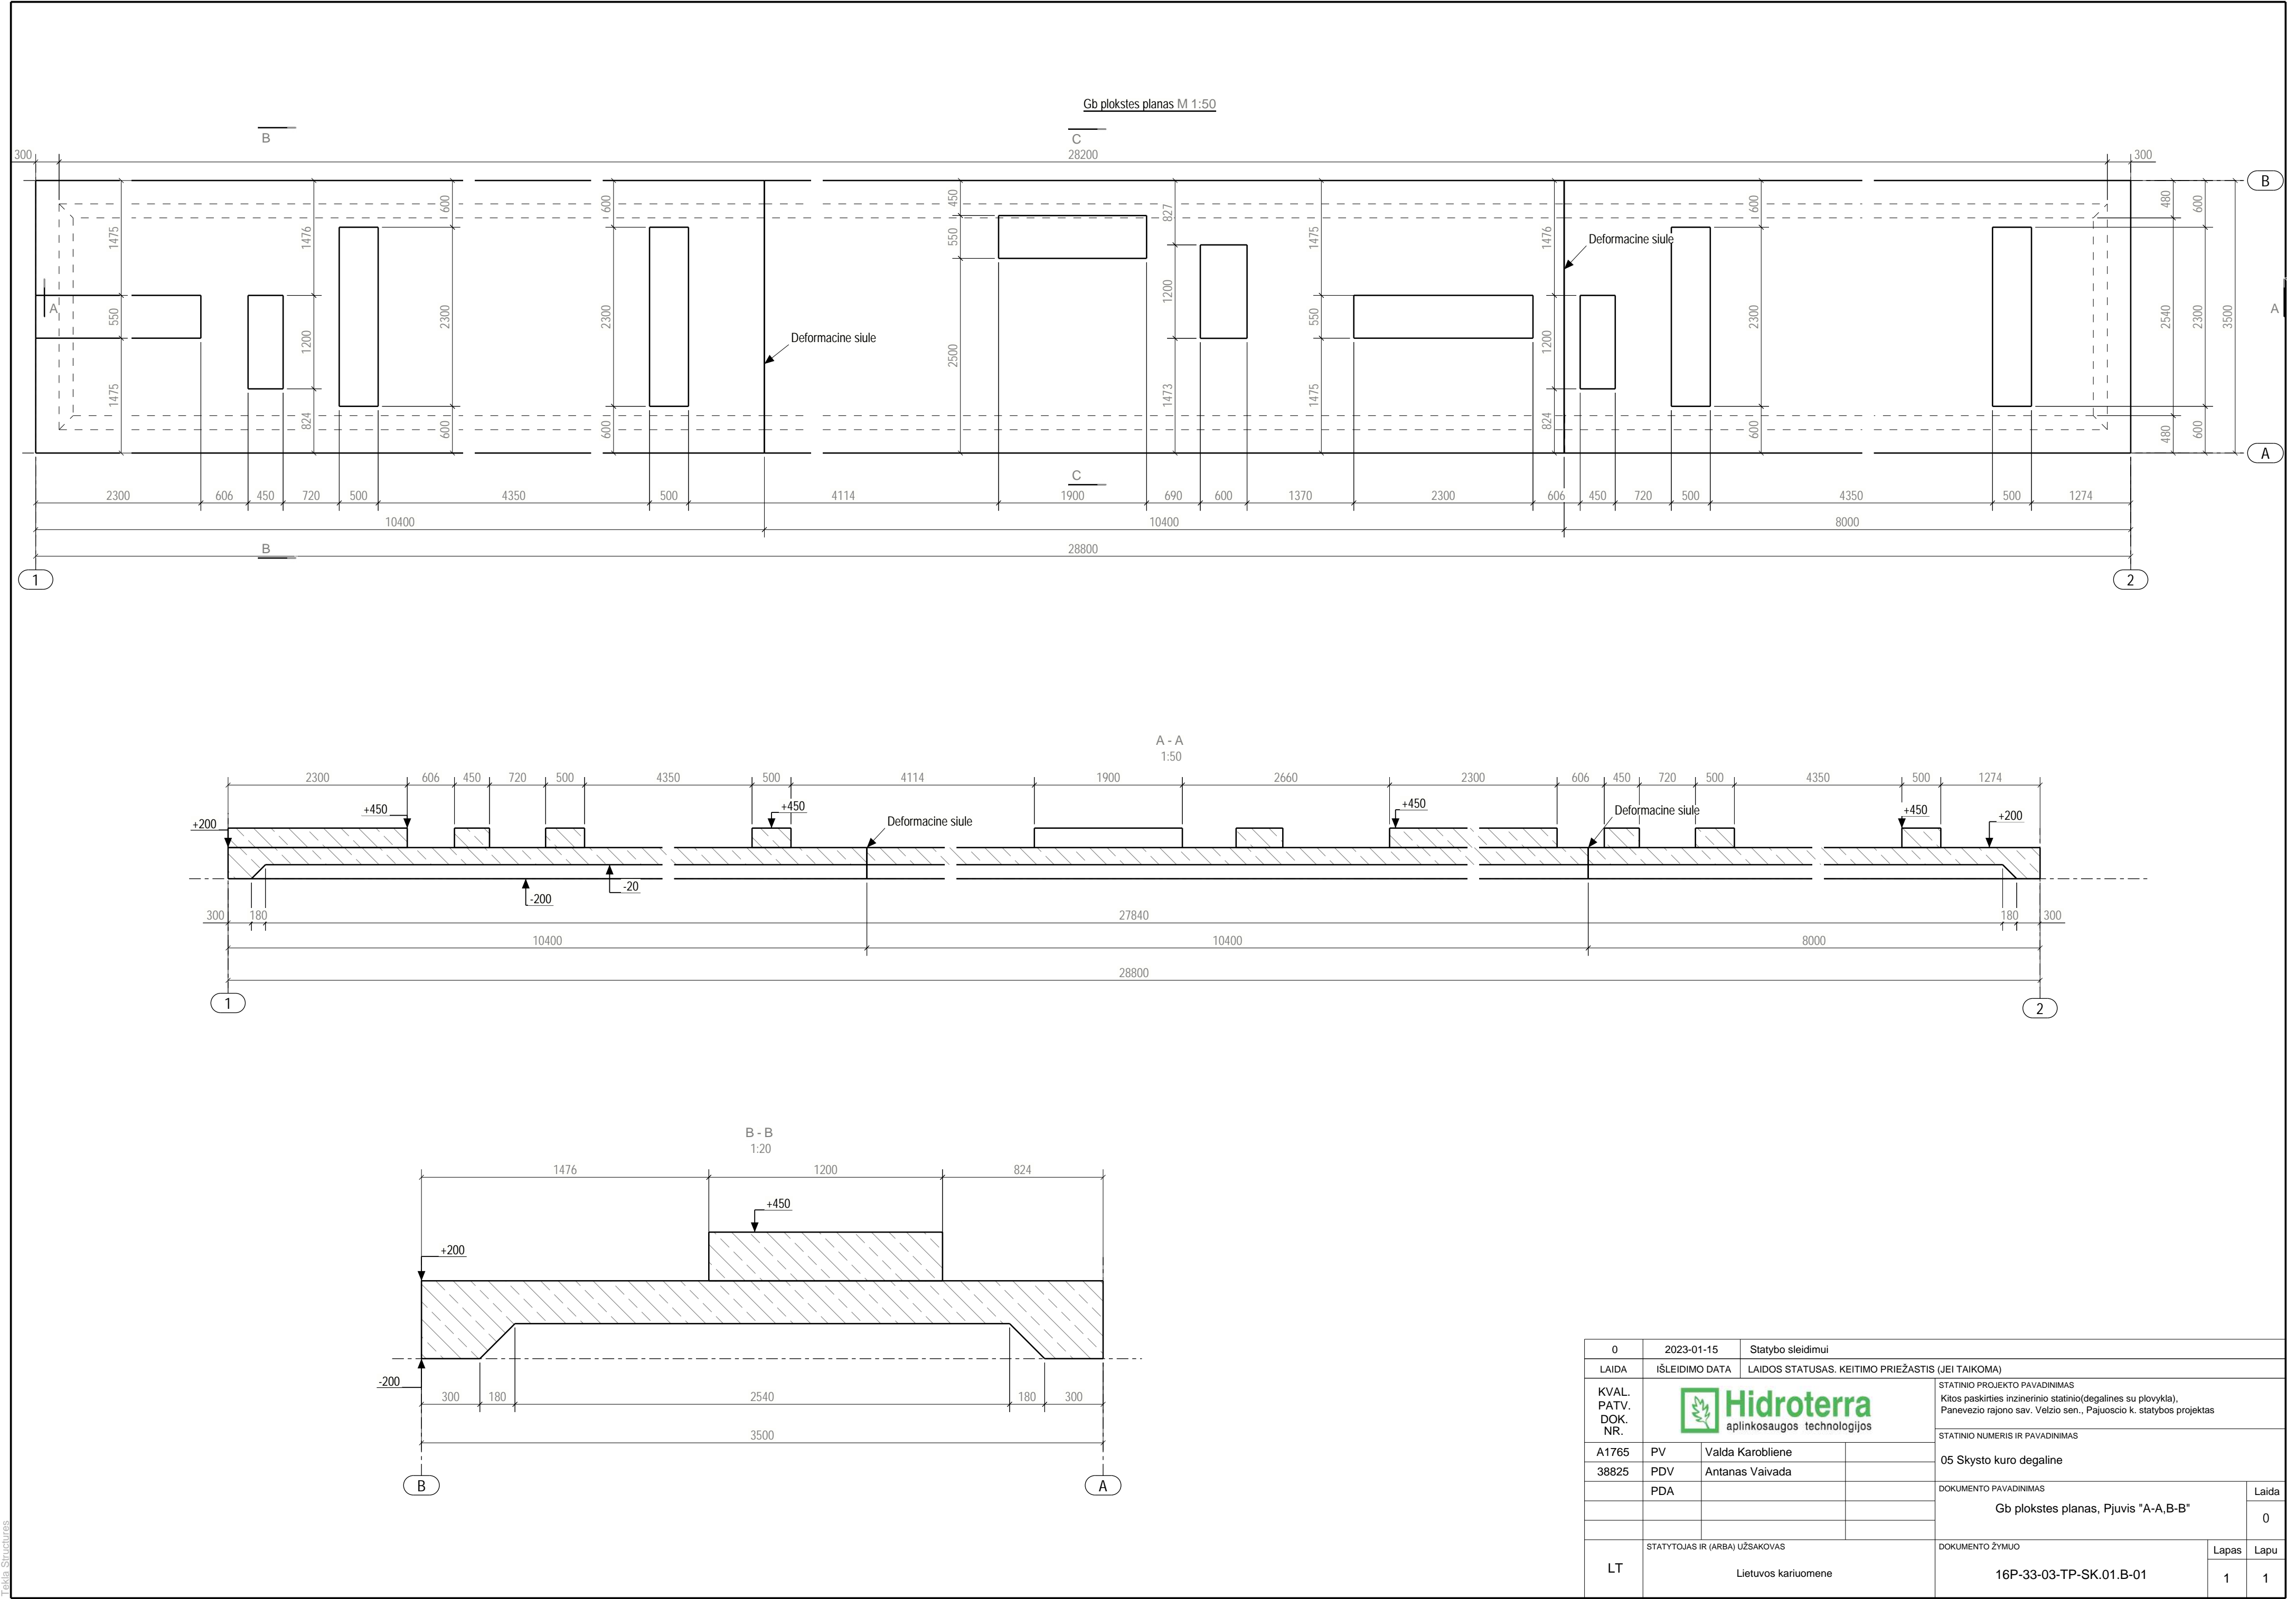 Gb plokstes planas M 1:50
B
C
300
28200
300
B
600
600
450
827
600
480
600
1475
1476
550
1475
1476
Deformacine siule
A
550
2300
2300
1200
550
2300
2540
2300
3500
A
1200
Deformacine siule
2500
1200
1475
824
1473
1475
824
600
600
600
480
600
A
C
2300
606
450
720
500
4350
500
4114
1900
690
600
1370
2300
606
450
720
500
4350
500
1274
10400
10400
8000
B
28800
1
2
A - A
1:50
2300
606
450
720
500
4350
500
4114
1900
2660
2300
606
450
720
500
4350
500
1274
+200
+450
+450
Deformacine siule
+450
Deformacine siule
+450
+200
-20
-200
300
180
27840
180
300
10400
10400
8000
28800
1
2
B - B
1:20
1476
1200
824
+450
+200
-200
300
180
2540
180
300
3500
B
A
0
2023-01-15
Statybo sleidimui
LAIDA
IŠLEIDIMO DATA
LAIDOS STATUSAS. KEITIMO PRIEŽASTIS (JEI TAIKOMA)
KVAL.
PATV.
DOK.
NR.
Hidroterra
aplinkosaugos technologijos
STATINIO PROJEKTO PAVADINIMAS
Kitos paskirties inzinerinio statinio(degalines su plovykla),
Panevezio rajono sav. Velzio sen., Pajuoscio k. statybos projektas
STATINIO NUMERIS IR PAVADINIMAS
05 Skysto kuro degaline
A1765
PV
Valda Karobliene
38825
PDV
Antanas Vaivada
PDA
DOKUMENTO PAVADINIMAS
Gb plokstes planas, Pjuvis "A-A,B-B"
Laida
0
LT
STATYTOJAS IR (ARBA) UŽSAKOVAS
Lietuvos kariuomene
DOKUMENTO ŽYMUO
16P-33-03-TP-SK.01.B-01
Lapas
Lapu
1
1
Tekla Structures